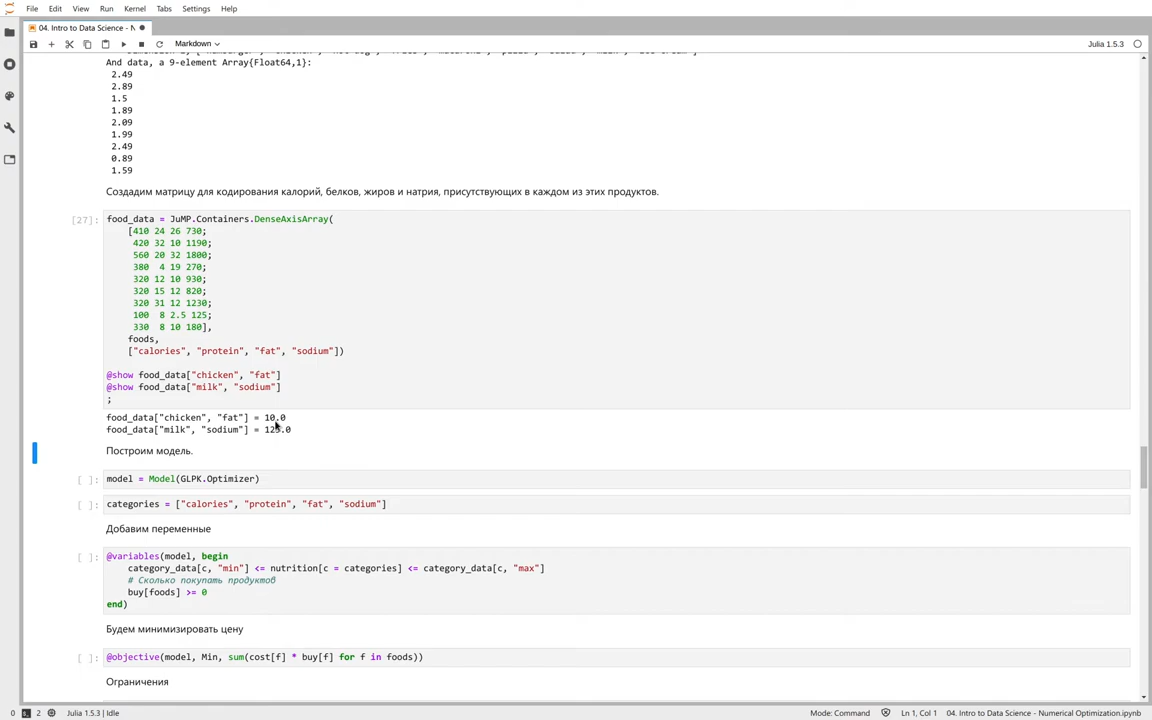 File Edit View Run Kernel Tabs Settings Help
04. Intro to Data Science - N
Markdown
Julia 1.5.3
And data, a 9-element Array{Float64,1}:
2.49
2.89
1.5
1.89
2.09
1.99
2.49
0.89
1.59
Создадим матрицу для кодирования калорий, белков, жиров и натрия, присутствующих в каждом из этих продуктов.
[27]: food_data = JuMP.Containers.DenseAxisArray(
[410 24 26 730;
420 32 10 1190;
560 20 32 1800;
380 4 19 270;
320 12 10 930;
320 15 12 820;
320 31 12 1230;
100 8 2.5 125;
330 8 10 180],
foods,
["calories", "protein", "fat", "sodium"])
@show food_data["chicken", "fat"]
@show food_data["milk", "sodium"]
;
food_data["chicken", "fat"] = 10.0
food_data["milk", "sodium"] = 125.0
Построим модель.
[ ]: model = Model(GLPK.Optimizer)
[ ]: categories = ["calories", "protein", "fat", "sodium"]
Добавим переменные
[ ]: @variables(model, begin
category_data[c, "min"] <= nutrition[c = categories] <= category_data[c, "max"]
# Сколько покупать продуктов
buy[foods] >= 0
end)
Будем минимизировать цену
[ ]: @objective(model, Min, sum(cost[f] * buy[f] for f in foods))
Ограничения
0 2 Julia 1.5.3 | Idle Mode: Command Ln 1, Col 1 04. Intro to Data Science - Numerical Optimization.ipynb